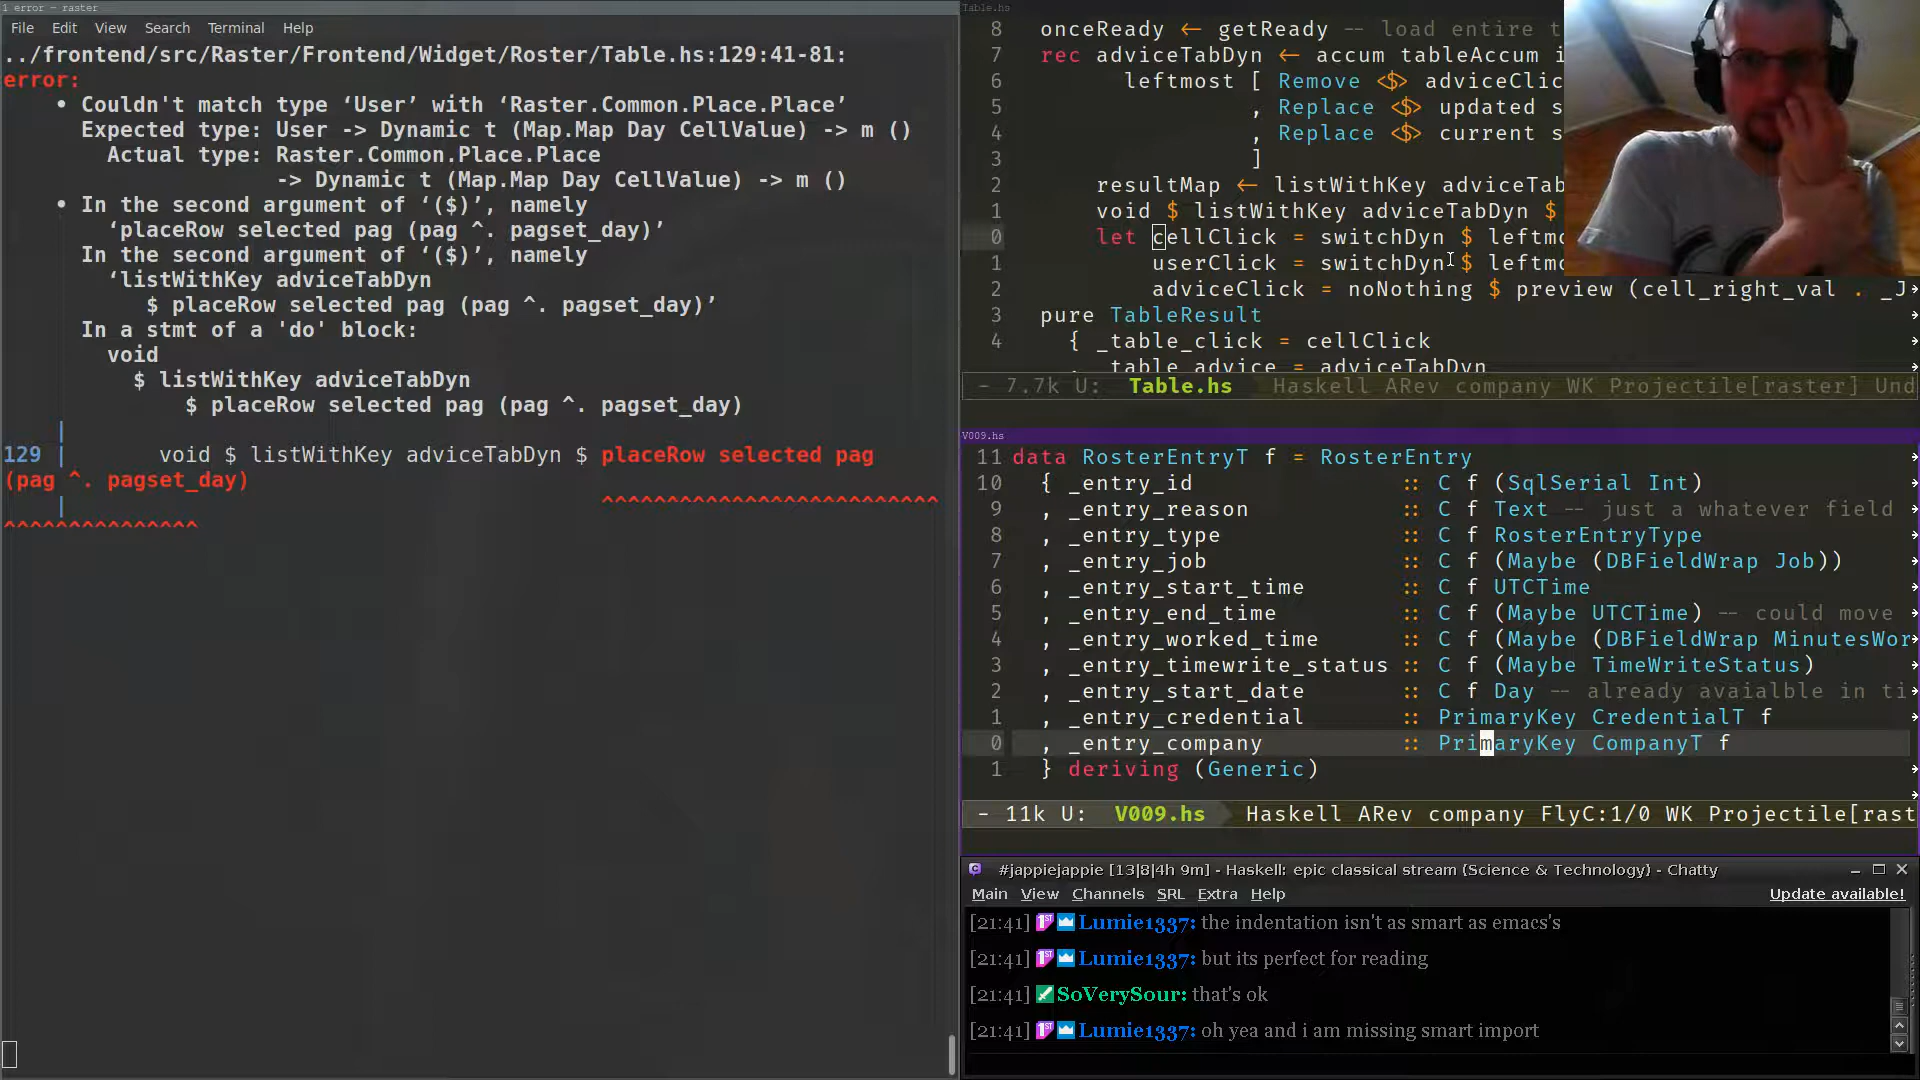 1 error - raster
File Edit View Search Terminal Help
../frontend/src/Raster/Frontend/Widget/Roster/Table.hs:129:41-81:
error:
• Couldn't match type ‘User’ with ‘Raster.Common.Place.Place’
Expected type: User -> Dynamic t (Map.Map Day CellValue) -> m ()
Actual type: Raster.Common.Place.Place
-> Dynamic t (Map.Map Day CellValue) -> m ()
• In the second argument of ‘($)’, namely
‘placeRow selected pag (pag ^. pagset_day)’
In the second argument of ‘($)’, namely
‘listWithKey adviceTabDyn
$ placeRow selected pag (pag ^. pagset_day)’
In a stmt of a 'do' block:
void
$ listWithKey adviceTabDyn
$ placeRow selected pag (pag ^. pagset_day)
|
129 | void $ listWithKey adviceTabDyn $ placeRow selected pag
(pag ^. pagset_day)
| ^^^^^^^^^^^^^^^^^^^^^^^^^^
^^^^^^^^^^^^^^^
Table.hs
8 onceReady ← getReady -- load entire t
7 rec adviceTabDyn ← accum tableAccum i
6 leftmost [ Remove <$> adviceClic
5 , Replace <$> updated s
4 , Replace <$> current s
3 ]
2 resultMap ← listWithKey adviceTab
1 void $ listWithKey adviceTabDyn $
0 let cellClick = switchDyn $ leftmo
1 userClick = switchDyn $ leftmo
2 adviceClick = noNothing $ preview (cell_right_val . _J
3 pure TableResult
4 { _table_click = cellClick
, _table_advice = adviceTabDyn
- 7.7k U: Table.hs Haskell ARev company WK Projectile[raster] Und
V009.hs
11 data RosterEntryT f = RosterEntry
10 { _entry_id :: C f (SqlSerial Int)
9 , _entry_reason :: C f Text -- just a whatever field
8 , _entry_type :: C f RosterEntryType
7 , _entry_job :: C f (Maybe (DBFieldWrap Job))
6 , _entry_start_time :: C f UTCTime
5 , _entry_end_time :: C f (Maybe UTCTime) -- could move
4 , _entry_worked_time :: C f (Maybe (DBFieldWrap MinutesWor
3 , _entry_timewrite_status :: C f (Maybe TimeWriteStatus)
2 , _entry_start_date :: C f Day -- already avaialble in ti
1 , _entry_credential :: PrimaryKey CredentialT f
0 , _entry_company :: PrimaryKey CompanyT f
1 } deriving (Generic)
- 11k U: V009.hs Haskell ARev company FlyC:1/0 WK Projectile[rast
#jappiejappie [13|8|4h 9m] - Haskell: epic classical stream (Science & Technology) - Chatty
Main View Channels SRL Extra Help Update available!
[21:41] 1ST Lumie1337: the indentation isn't as smart as emacs's
[21:41] 1ST Lumie1337: but its perfect for reading
[21:41] SoVerySour: that's ok
[21:41] 1ST Lumie1337: oh yea and i am missing smart import